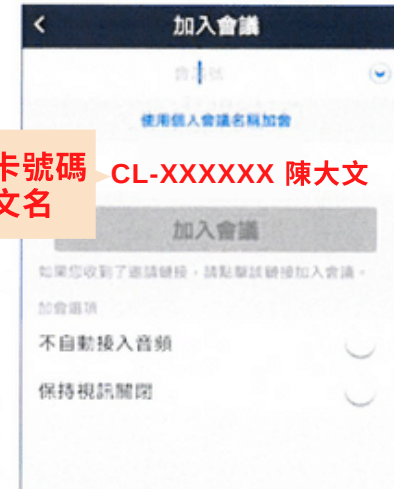 加入會議
會議號
使用個人會議名稱加會
卡號碼
文名
CL-XXXXXX 陳大文
加入會議
如果您收到了邀請鏈接，請點擊該鏈接加入會議。
加會選項
不自動接入音頻
保持視訊關閉